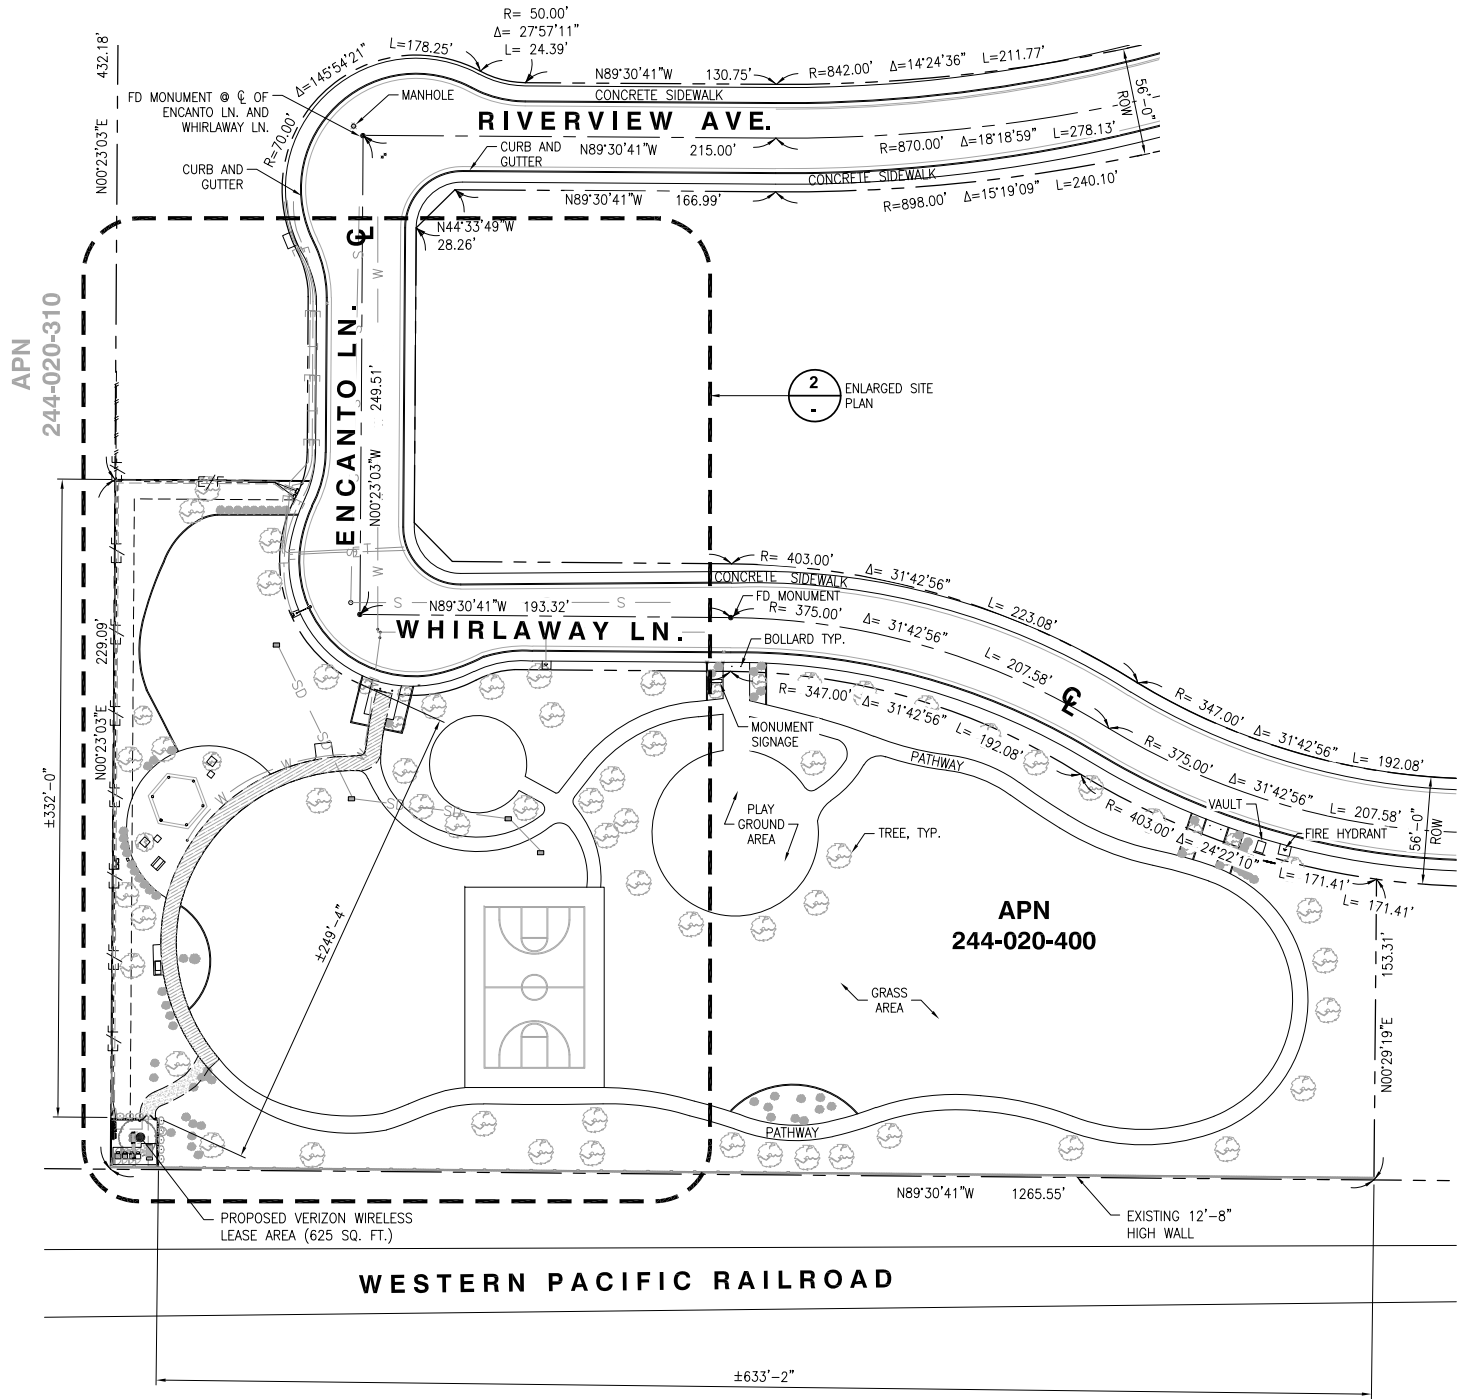 R= 50.00'
Δ= 27°57'11"
L= 24.39'
432.18'
N00°23'03"E
Δ=145°54'21"
L=178.25'
R=70.00'
N89°30'41"W 130.75'
R=842.00' Δ=14°24'36" L=211.77'
CONCRETE SIDEWALK
56'-0"
ROW
FD MONUMENT @ ℄ OF
ENCANTO LN. AND
WHIRLAWAY LN.
MANHOLE
RIVERVIEW AVE.
CURB AND
GUTTER
N89°30'41"W 215.00'
R=870.00' Δ=18°18'59" L=278.13'
CURB AND
GUTTER
CONCRETE SIDEWALK
N89°30'41"W 166.99'
R=898.00' Δ=15°19'09" L=240.10'
N44°33'49"W
28.26'
℄
S
W
E
T
APN
244-020-310
ENCANTO LN.
249.51'
N00°23'03"W
2
-
ENLARGED SITE
PLAN
E/F
E/F
E/F
E/F
E/F
E/F
E/F
E/F
E/F
S
T
W
R= 403.00' Δ= 31°42'56" L= 223.08'
CONCRETE SIDEWALK
FD MONUMENT
N89°30'41"W 193.32'
S
S
R= 375.00' Δ= 31°42'56" L= 207.58'
WHIRLAWAY LN.
BOLLARD TYP.
229.09'
N00°23'03"E
±332'-0"
SD
S
W
W
SD
SD
R= 347.00' Δ= 31°42'56" L= 192.08'
℄
R= 347.00' Δ= 31°42'56" L= 192.08'
R= 375.00' Δ= 31°42'56" L= 207.58'
MONUMENT
SIGNAGE
PATHWAY
R= 403.00' Δ= 24°22'10" L= 171.41'
L= 171.41'
VAULT
FIRE HYDRANT
56'-0"
ROW
PLAY
GROUND
AREA
TREE, TYP.
±249'-4"
APN
244-020-400
GRASS
AREA
153.31'
N00°29'19"E
PATHWAY
N89°30'41"W 1265.55'
PROPOSED VERIZON WIRELESS
LEASE AREA (625 SQ. FT.)
EXISTING 12'-8"
HIGH WALL
WESTERN PACIFIC RAILROAD
±633'-2"